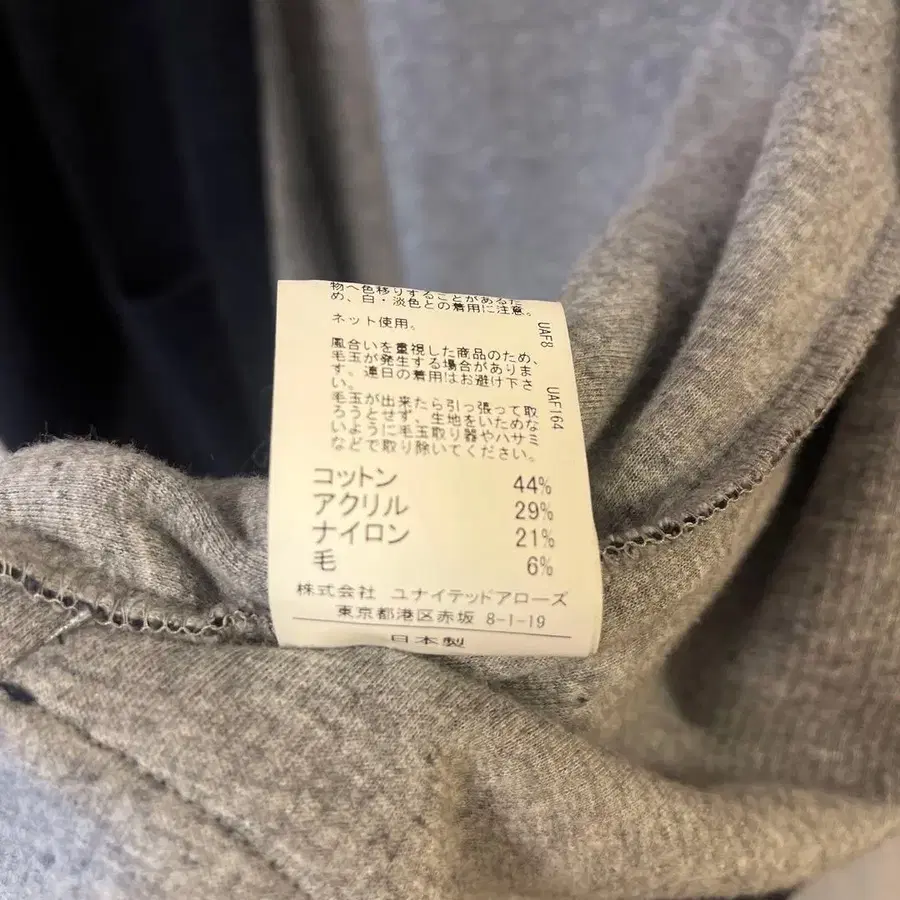 物へ色移りすることがあるた
め、白・淡色との着用に注意。
ネット使用。
風合いを重視した商品のため、
毛玉が発生する場合がありま
す。連日の着用はお避け下さ
い。
毛玉が出来たら引っ張って取
ろうとせず、生地をいためな
いように毛玉取り器やハサミ
などで取り除いてください。
コットン 44%
アクリル 29%
ナイロン 21%
毛 6%
株式会社 ユナイテッドアローズ
東京都港区赤坂 8-1-19
日本製
UAF8
UAF164